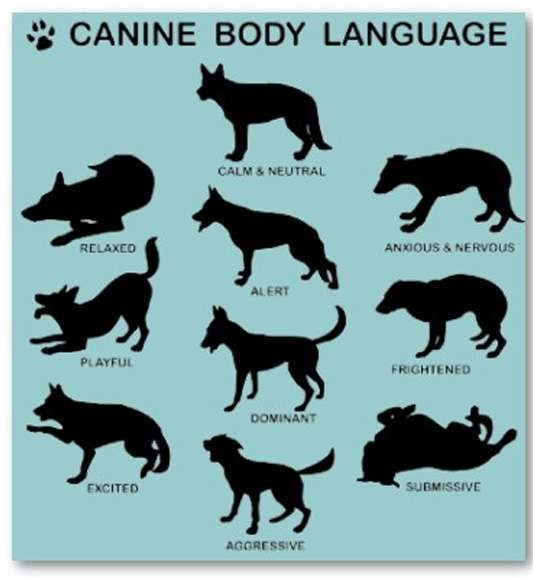 CANINE BODY LANGUAGE
CALM & NEUTRAL
RELAXED
ANXIOUS & NERVOUS
ALERT
PLAYFUL
FRIGHTENED
DOMINANT
EXCITED
SUBMISSIVE
AGGRESSIVE